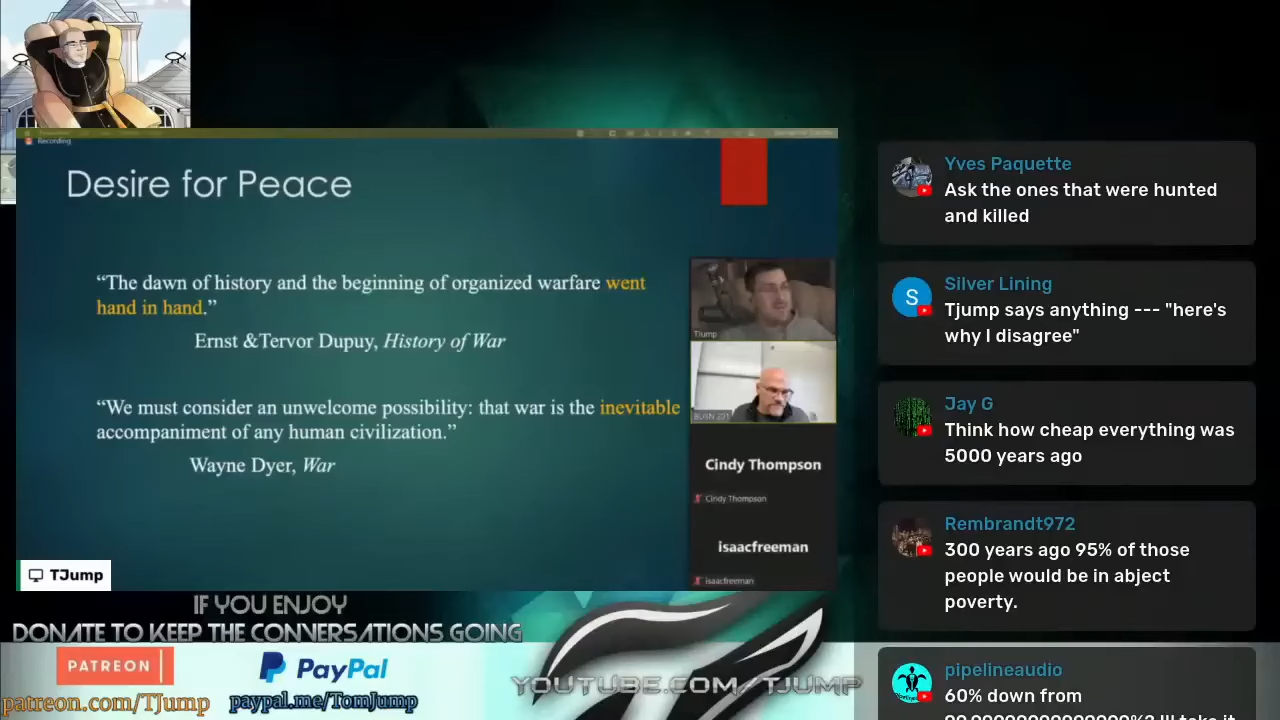 Recording
Desire for Peace
“The dawn of history and the beginning of organized warfare went
hand in hand.”
Ernst &Tervor Dupuy, History of War
“We must consider an unwelcome possibility: that war is the inevitable
accompaniment of any human civilization.”
Wayne Dyer, War
TJump
Cindy Thompson
Cindy Thompson
isaacfreeman
isaacfreeman
TJump
IF YOU ENJOY
DONATE TO KEEP THE CONVERSATIONS GOING
PATREON
patreon.com/TJump
PayPal
paypal.me/TomJump
YOUTUBE.COM/TJUMP
Yves Paquette
Ask the ones that were hunted
and killed
S
Silver Lining
Tjump says anything --- "here's
why I disagree"
Jay G
Think how cheap everything was
5000 years ago
Rembrandt972
300 years ago 95% of those
people would be in abject
poverty.
pipelineaudio
60% down from